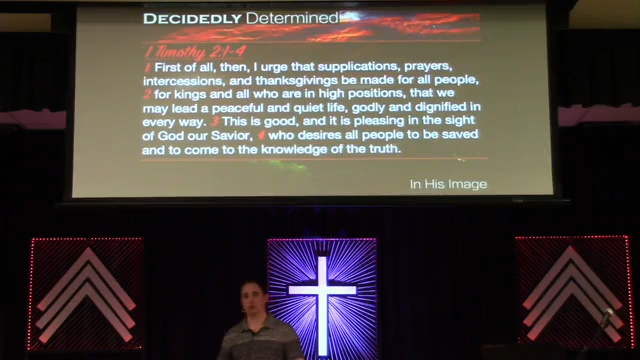 DECIDEDLY Determined
1 Timothy 2:1-4
1 First of all, then, I urge that supplications, prayers,
intercessions, and thanksgivings be made for all people,
2 for kings and all who are in high positions, that we
may lead a peaceful and quiet life, godly and dignified in
every way. 3 This is good, and it is pleasing in the sight
of God our Savior, 4 who desires all people to be saved
and to come to the knowledge of the truth.
In His Image